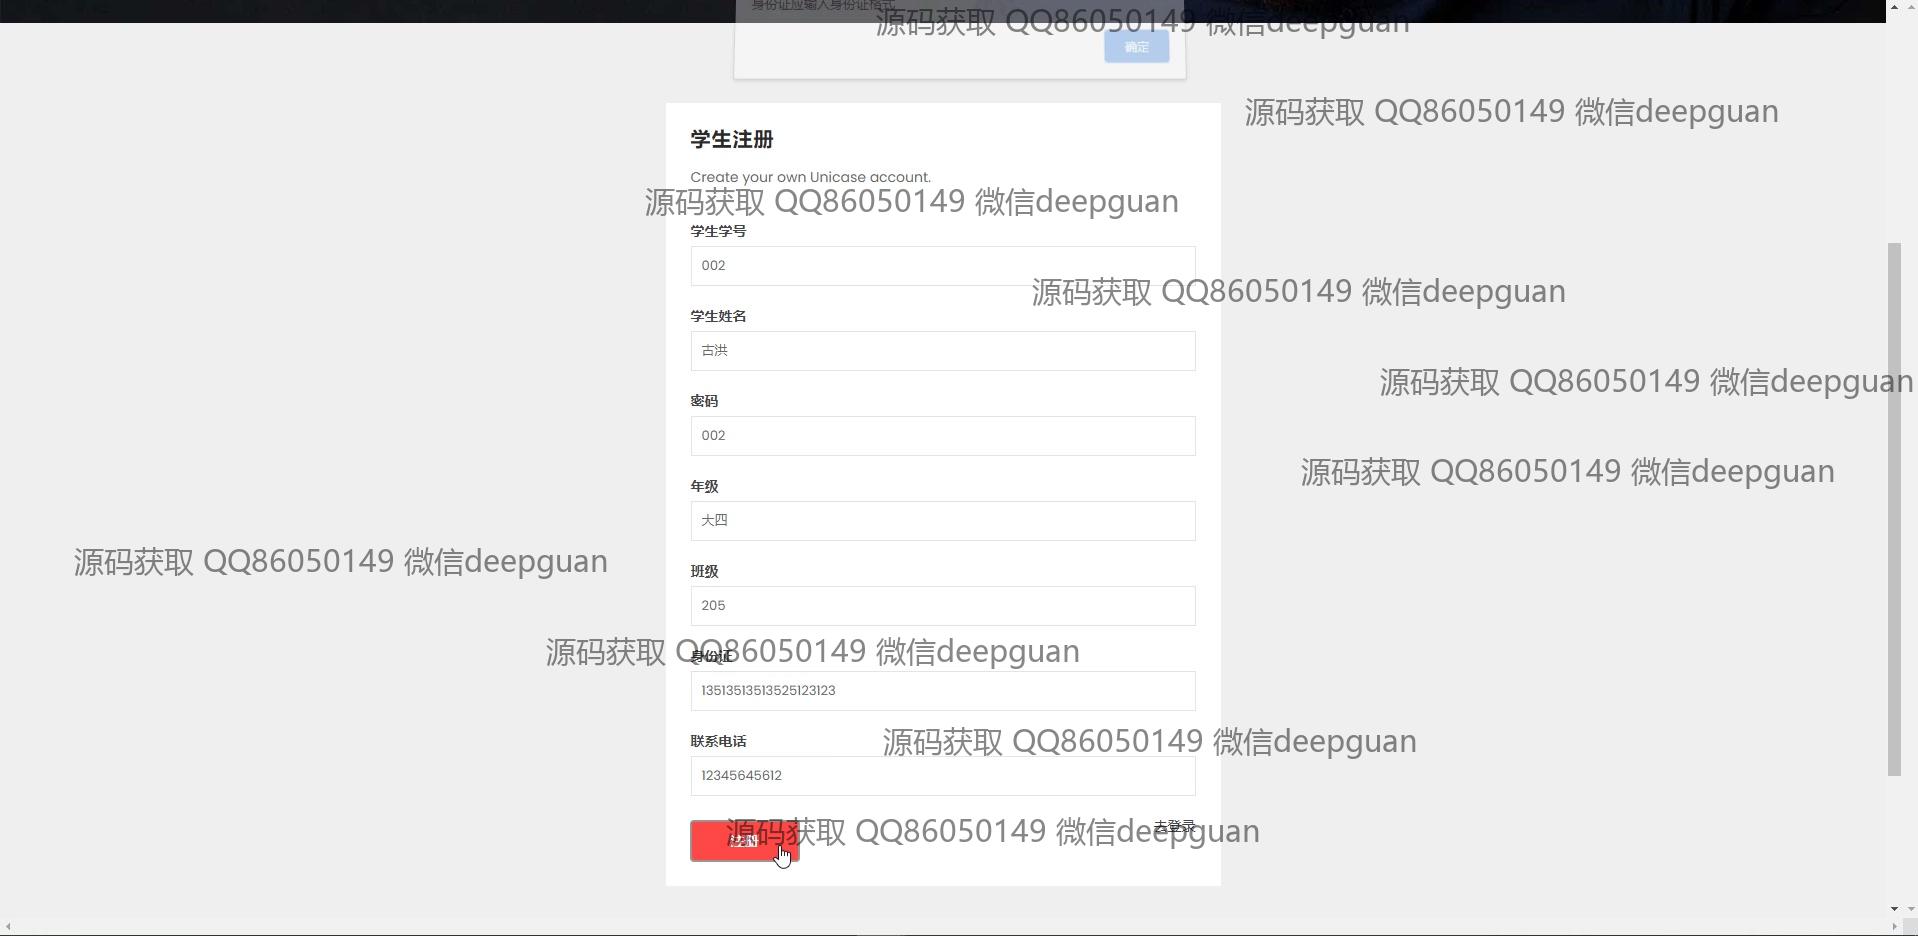 身份证应输入身份证格式
源码获取 QQ86050149 微信deepguan
确定
源码获取 QQ86050149 微信deepguan
学生注册
Create your own Unicase account.
源码获取 QQ86050149 微信deepguan
学生学号
002
源码获取 QQ86050149 微信deepguan
学生姓名
古洪
源码获取 QQ86050149 微信deepguan
密码
002
源码获取 QQ86050149 微信deepguan
年级
大四
源码获取 QQ86050149 微信deepguan
班级
205
源码获取 QQ86050149 微信deepguan
身份证
13513513513525123123
联系电话
源码获取 QQ86050149 微信deepguan
12345645612
源码获取 QQ86050149 微信deepguan
去登录
注册